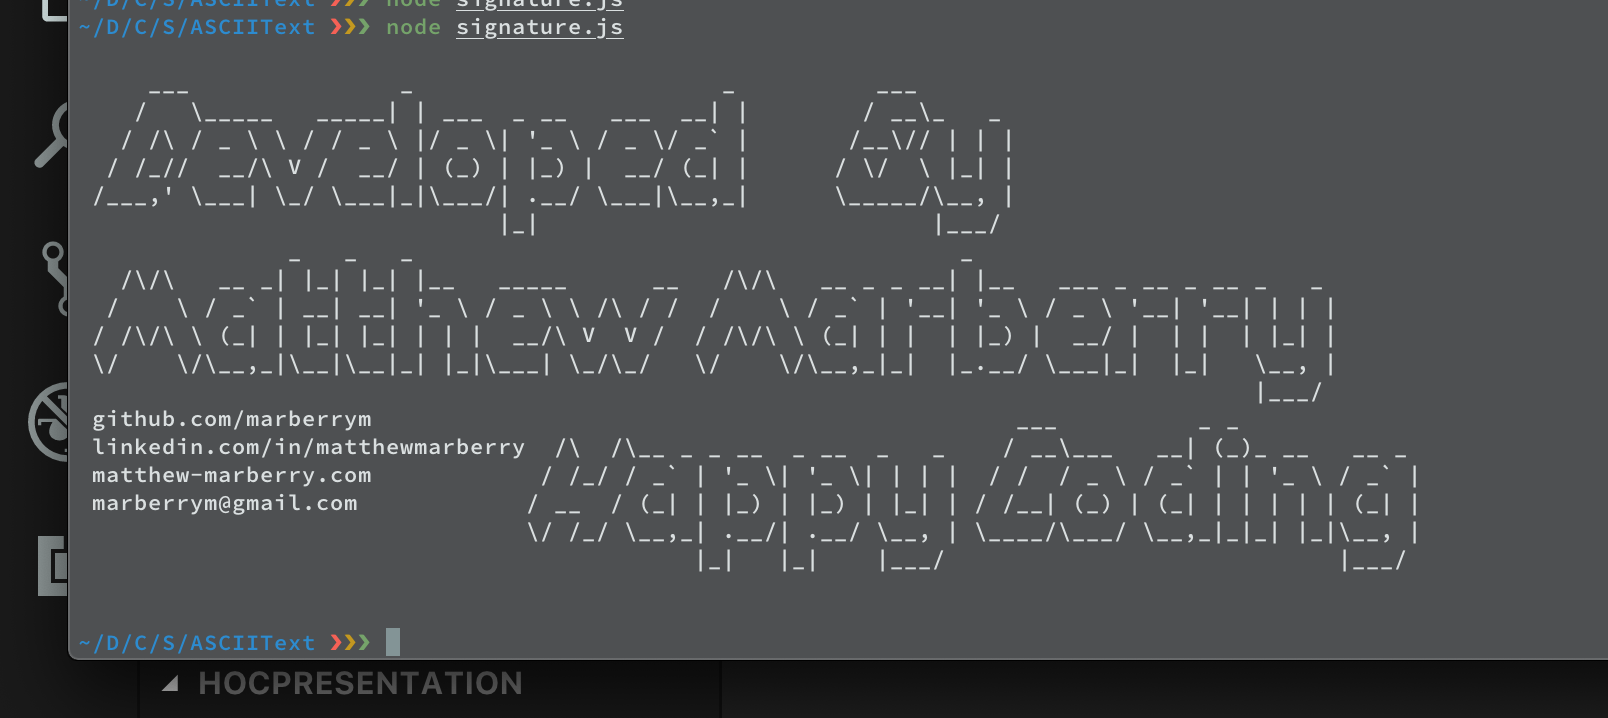 ~/D/C/S/ASCIIText ❯❯❯ node signature.js
~/D/C/S/ASCIIText ❯❯❯ node signature.js
Developed By
Matthew Marberry
github.com/marberrym
linkedin.com/in/matthewmarberry
matthew-marberry.com
marberrym@gmail.com
Happy Coding
~/D/C/S/ASCIIText ❯❯❯
HOCPRESENTATION